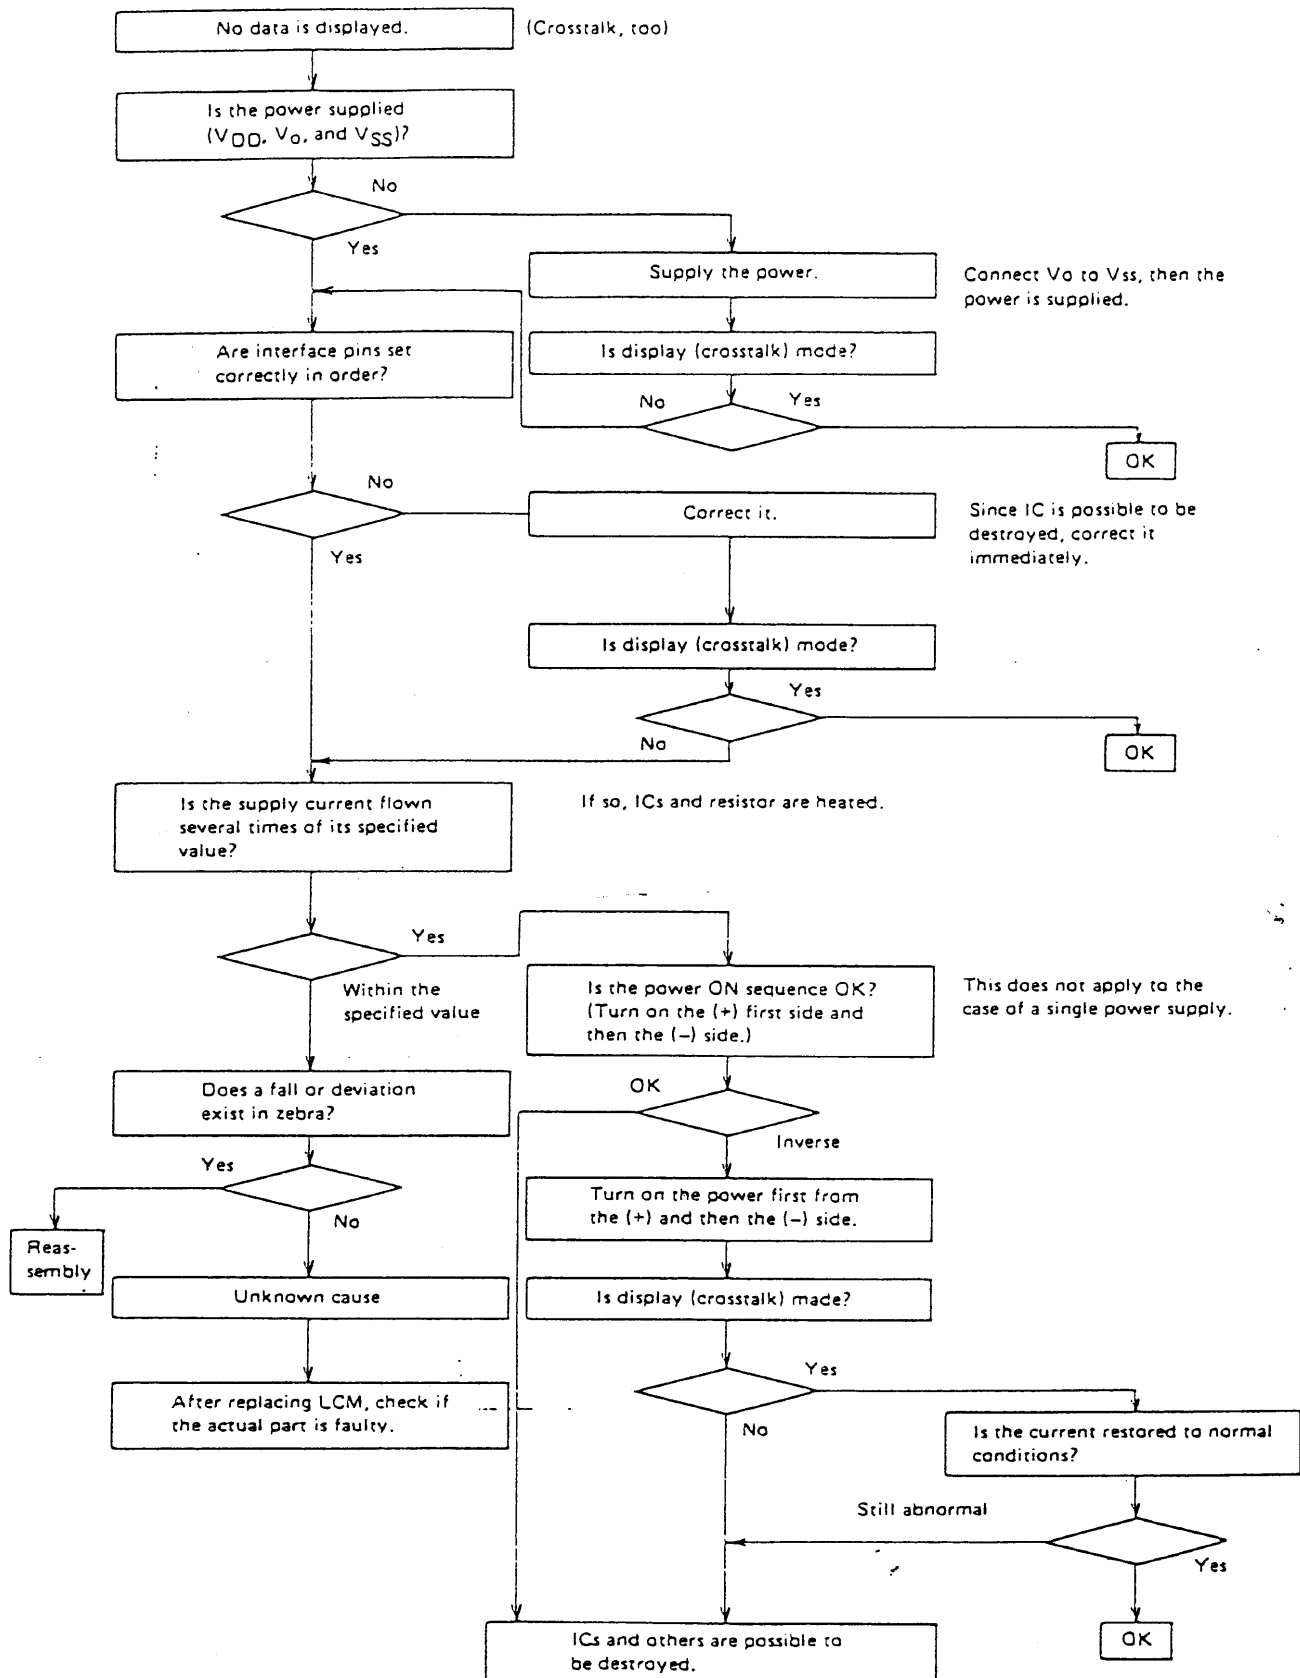 No data is displayed.
(Crosstalk, too)
Is the power supplied
(VDD, Vo, and VSS)?
No
Yes
Supply the power.
Connect Vo to Vss, then the
power is supplied.
Are interface pins set
correctly in order?
Is display (crosstalk) mode?
No
Yes
OK
No
Yes
Correct it.
Since IC is possible to be
destroyed, correct it
immediately.
Is display (crosstalk) mode?
Yes
No
OK
Is the supply current flown
several times of its specified
value?
If so, ICs and resistor are heated.
Yes
Within the
specified value
Is the power ON sequence OK?
(Turn on the (+) first side and
then the (−) side.)
This does not apply to the
case of a single power supply.
Does a fall or deviation
exist in zebra?
OK
Inverse
Yes
No
Turn on the power first from
the (+) and then the (−) side.
Reas-
sembly
Unknown cause
Is display (crosstalk) made?
After replacing LCM, check if
the actual part is faulty.
Yes
No
Is the current restored to normal
conditions?
Still abnormal
Yes
ICs and others are possible to
be destroyed.
OK